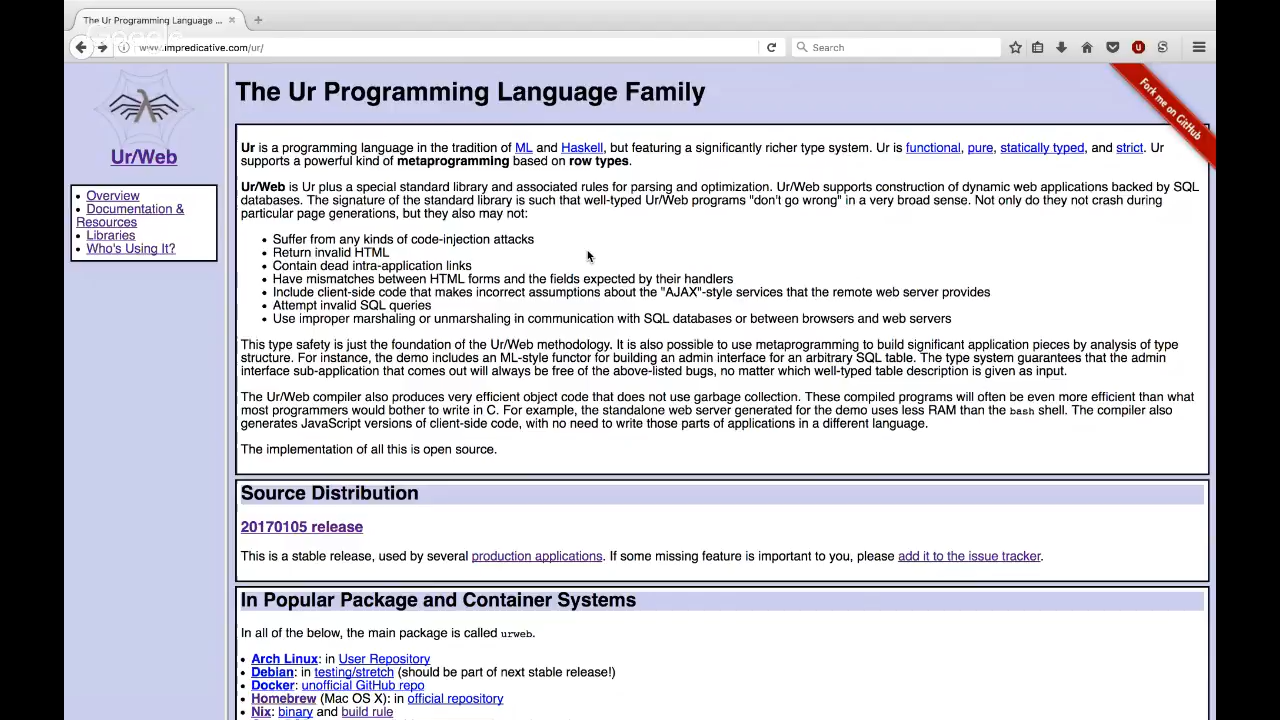 The Ur Programming Language ...
Google
www.impredicative.com/ur/
Search
Ur/Web
Overview
Documentation &
Resources
Libraries
Who's Using It?
The Ur Programming Language Family
Fork me on GitHub
Ur is a programming language in the tradition of ML and Haskell, but featuring a significantly richer type system. Ur is functional, pure, statically typed, and strict. Ur
supports a powerful kind of metaprogramming based on row types.
Ur/Web is Ur plus a special standard library and associated rules for parsing and optimization. Ur/Web supports construction of dynamic web applications backed by SQL
databases. The signature of the standard library is such that well-typed Ur/Web programs "don't go wrong" in a very broad sense. Not only do they not crash during
particular page generations, but they also may not:
Suffer from any kinds of code-injection attacks
Return invalid HTML
Contain dead intra-application links
Have mismatches between HTML forms and the fields expected by their handlers
Include client-side code that makes incorrect assumptions about the "AJAX"-style services that the remote web server provides
Attempt invalid SQL queries
Use improper marshaling or unmarshaling in communication with SQL databases or between browsers and web servers
This type safety is just the foundation of the Ur/Web methodology. It is also possible to use metaprogramming to build significant application pieces by analysis of type
structure. For instance, the demo includes an ML-style functor for building an admin interface for an arbitrary SQL table. The type system guarantees that the admin
interface sub-application that comes out will always be free of the above-listed bugs, no matter which well-typed table description is given as input.
The Ur/Web compiler also produces very efficient object code that does not use garbage collection. These compiled programs will often be even more efficient than what
most programmers would bother to write in C. For example, the standalone web server generated for the demo uses less RAM than the bash shell. The compiler also
generates JavaScript versions of client-side code, with no need to write those parts of applications in a different language.
The implementation of all this is open source.
Source Distribution
20170105 release
This is a stable release, used by several production applications. If some missing feature is important to you, please add it to the issue tracker.
In Popular Package and Container Systems
In all of the below, the main package is called urweb.
Arch Linux: in User Repository
Debian: in testing/stretch (should be part of next stable release!)
Docker: unofficial GitHub repo
Homebrew (Mac OS X): in official repository
Nix: binary and build rule